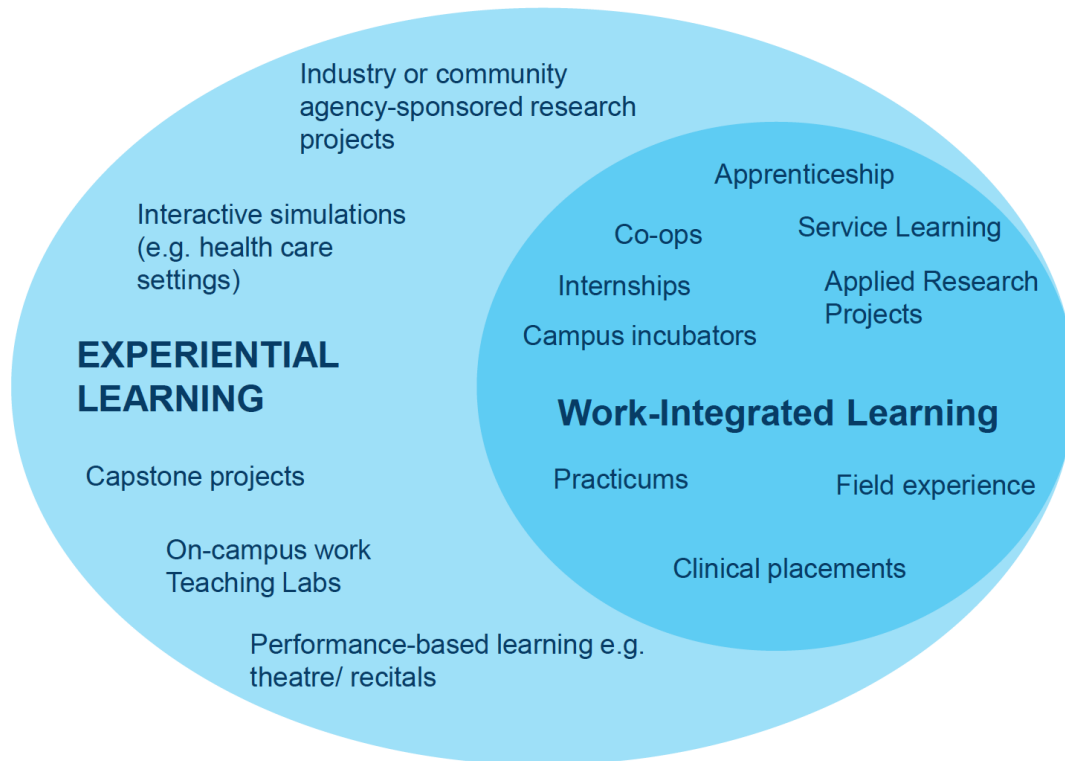 Industry or community
agency-sponsored research
projects
Interactive simulations
(e.g. health care
settings)
EXPERIENTIAL
LEARNING
Capstone projects
On-campus work
Teaching Labs
Performance-based learning e.g.
theatre/ recitals
Apprenticeship
Co-ops
Service Learning
Internships
Applied Research
Projects
Campus incubators
Work-Integrated Learning
Practicums
Field experience
Clinical placements